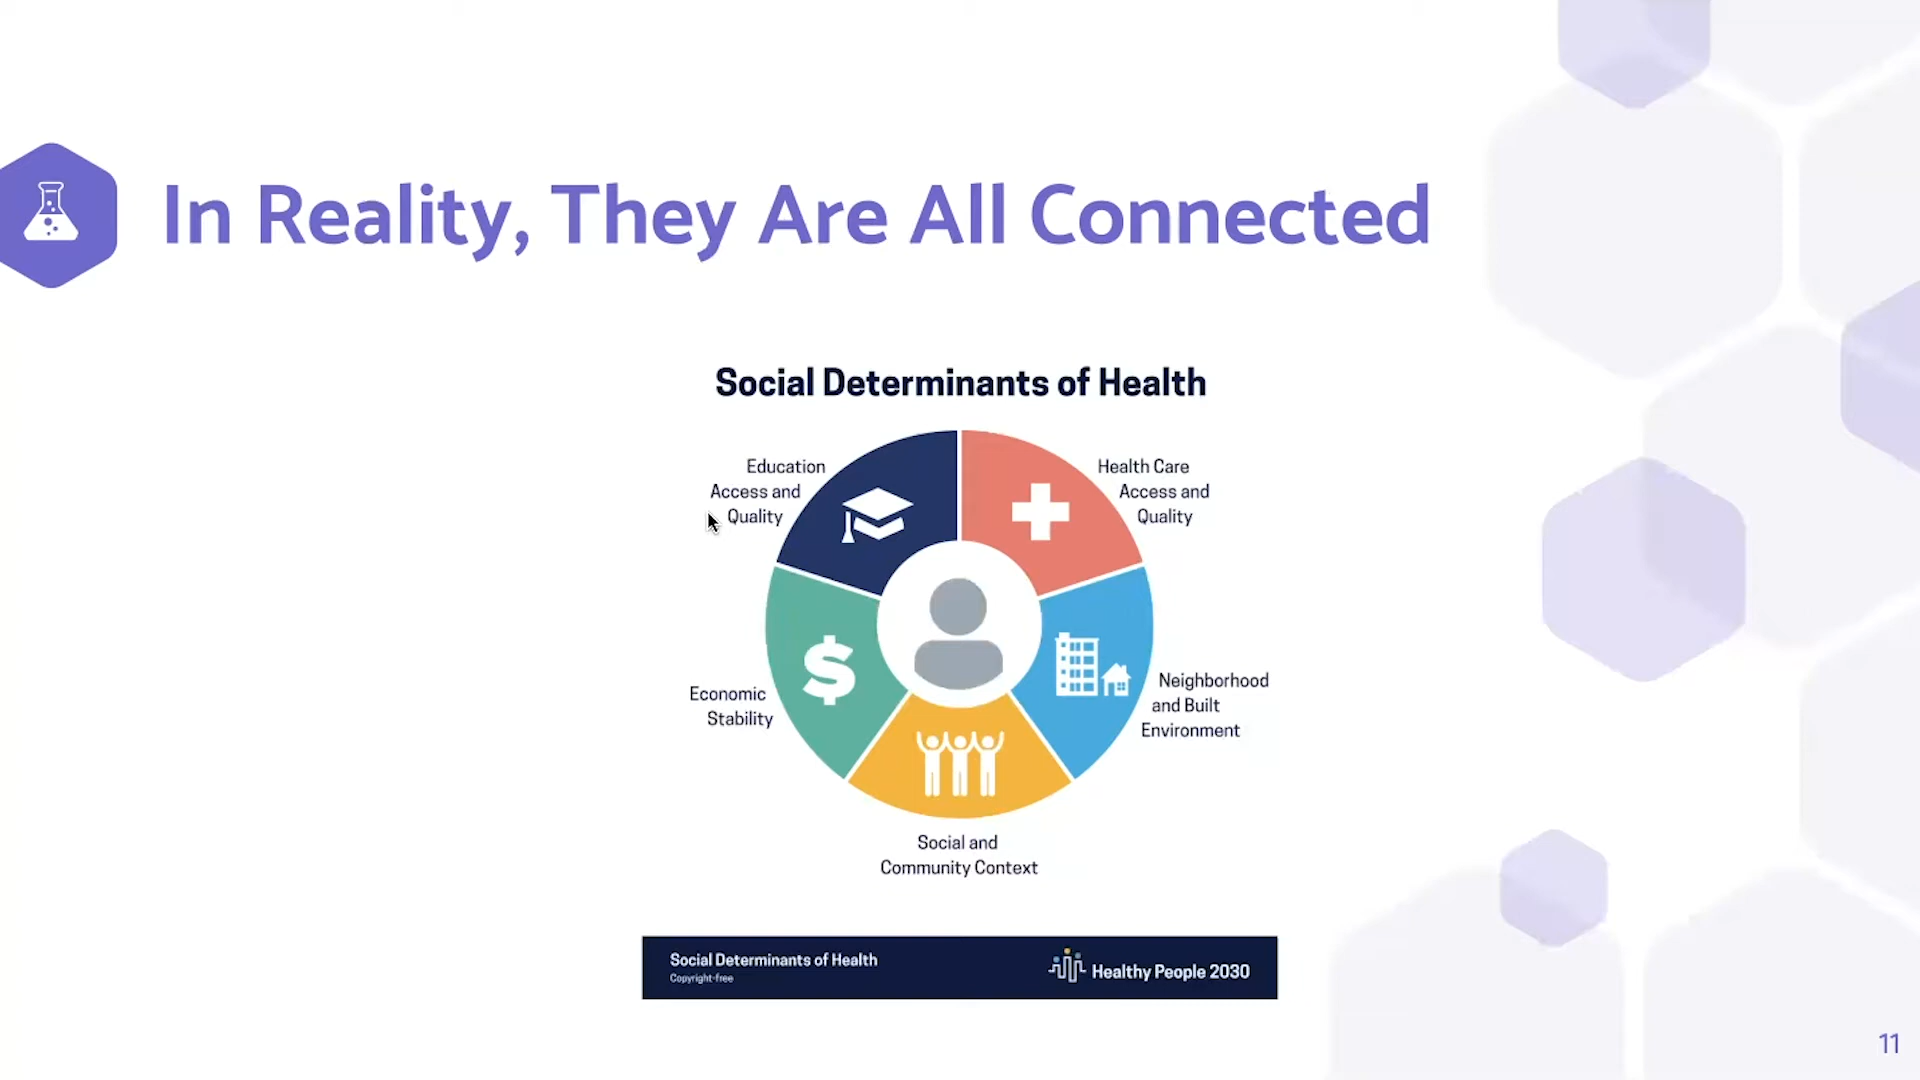 In Reality, They Are All Connected
Social Determinants of Health
Education
Access and
Quality
Health Care
Access and
Quality
$
Economic
Stability
Neighborhood
and Built
Environment
Social and
Community Context
Social Determinants of Health
Copyright-free
Healthy People 2030
11